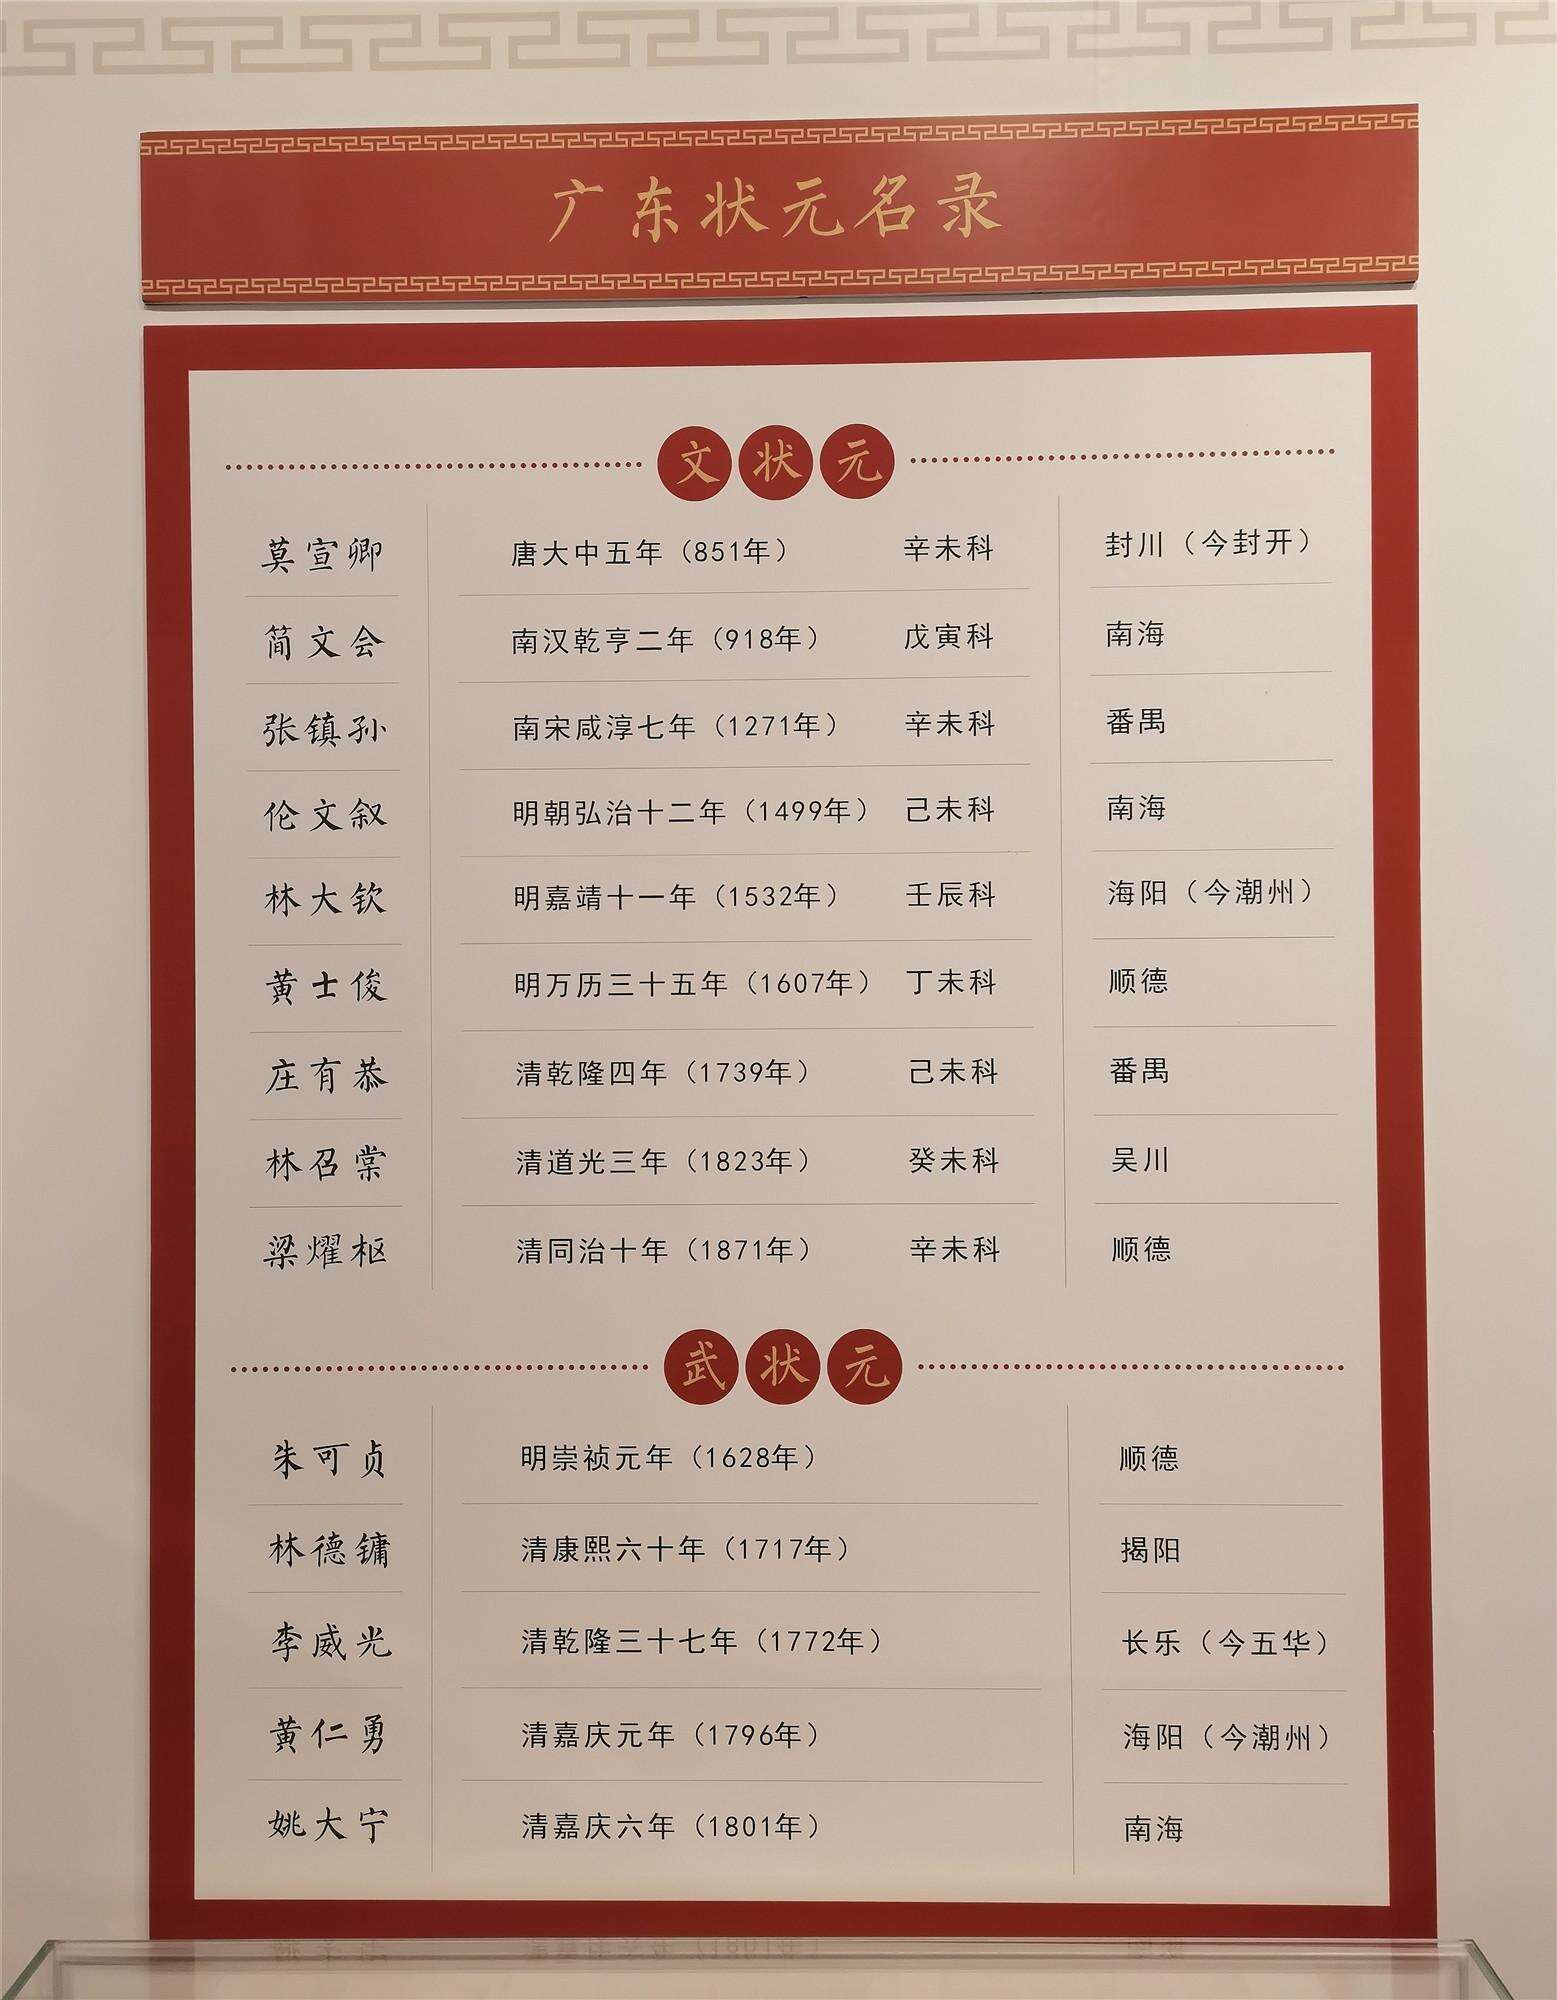 广东状元名录
文状元
莫宣卿 唐大中五年（851年） 辛未科 封川（今封开）
简文会 南汉乾亨二年（918年） 戊寅科 南海
张镇孙 南宋咸淳七年（1271年） 辛未科 番禺
伦文叙 明朝弘治十二年（1499年） 己未科 南海
林大钦 明嘉靖十一年（1532年） 壬辰科 海阳（今潮州）
黄士俊 明万历三十五年（1607年） 丁未科 顺德
庄有恭 清乾隆四年（1739年） 己未科 番禺
林召棠 清道光三年（1823年） 癸未科 吴川
梁燿枢 清同治十年（1871年） 辛未科 顺德
武状元
朱可贞 明崇祯元年（1628年） 顺德
林德镛 清康熙六十年（1717年） 揭阳
李威光 清乾隆三十七年（1772年） 长乐（今五华）
黄仁勇 清嘉庆元年（1796年） 海阳（今潮州）
姚大宁 清嘉庆六年（1801年） 南海